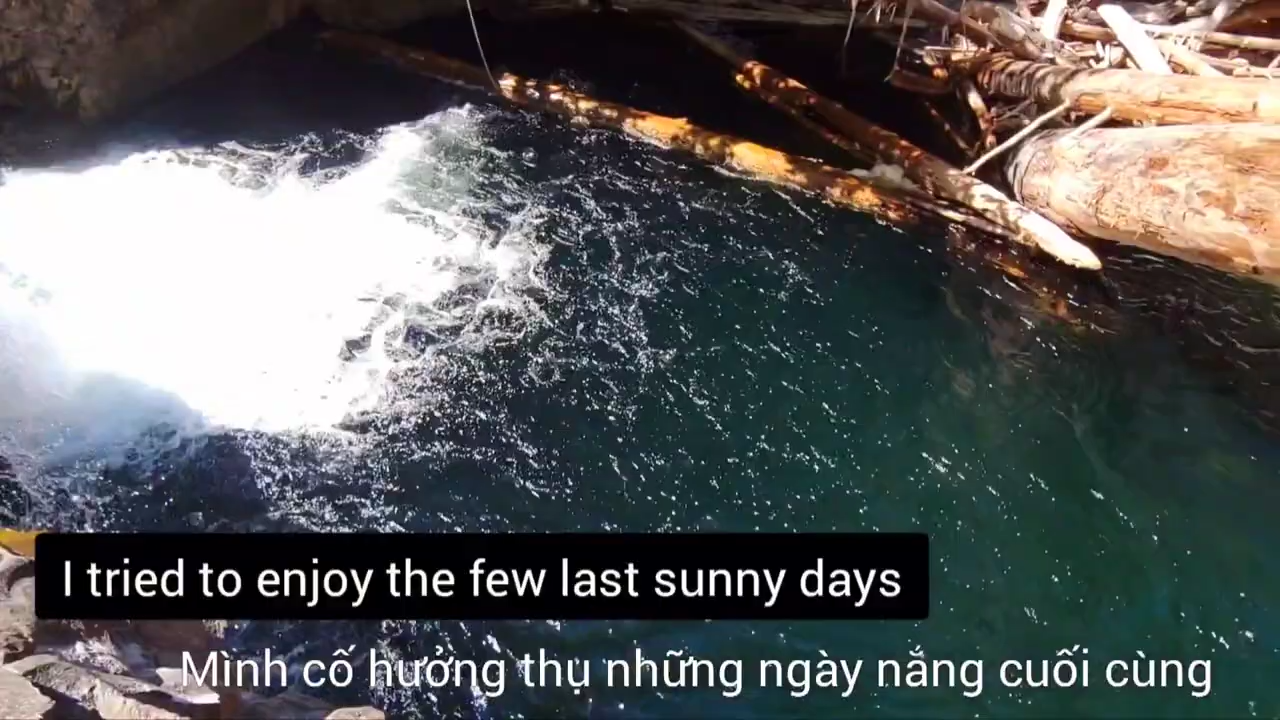 I tried to enjoy the few last sunny days
Mình cố hưởng thụ những ngày nắng cuối cùng